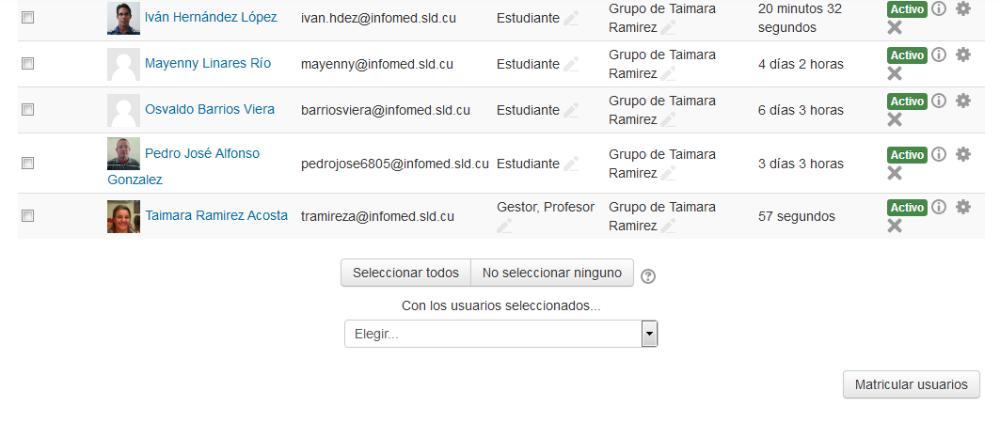 Iván Hernández López ivan.hdez@infomed.sld.cu Estudiante Grupo de Taimara Ramirez 20 minutos 32 segundos Activo
Mayenny Linares Río mayenny@infomed.sld.cu Estudiante Grupo de Taimara Ramirez 4 días 2 horas Activo
Osvaldo Barrios Viera barriosviera@infomed.sld.cu Estudiante Grupo de Taimara Ramirez 6 días 3 horas Activo
Pedro José Alfonso Gonzalez pedrojose6805@infomed.sld.cu Estudiante Grupo de Taimara Ramirez 3 días 3 horas Activo
Taimara Ramirez Acosta tramireza@infomed.sld.cu Gestor, Profesor Grupo de Taimara Ramirez 57 segundos Activo
Seleccionar todos No seleccionar ninguno
Con los usuarios seleccionados...
Elegir...
Matricular usuarios